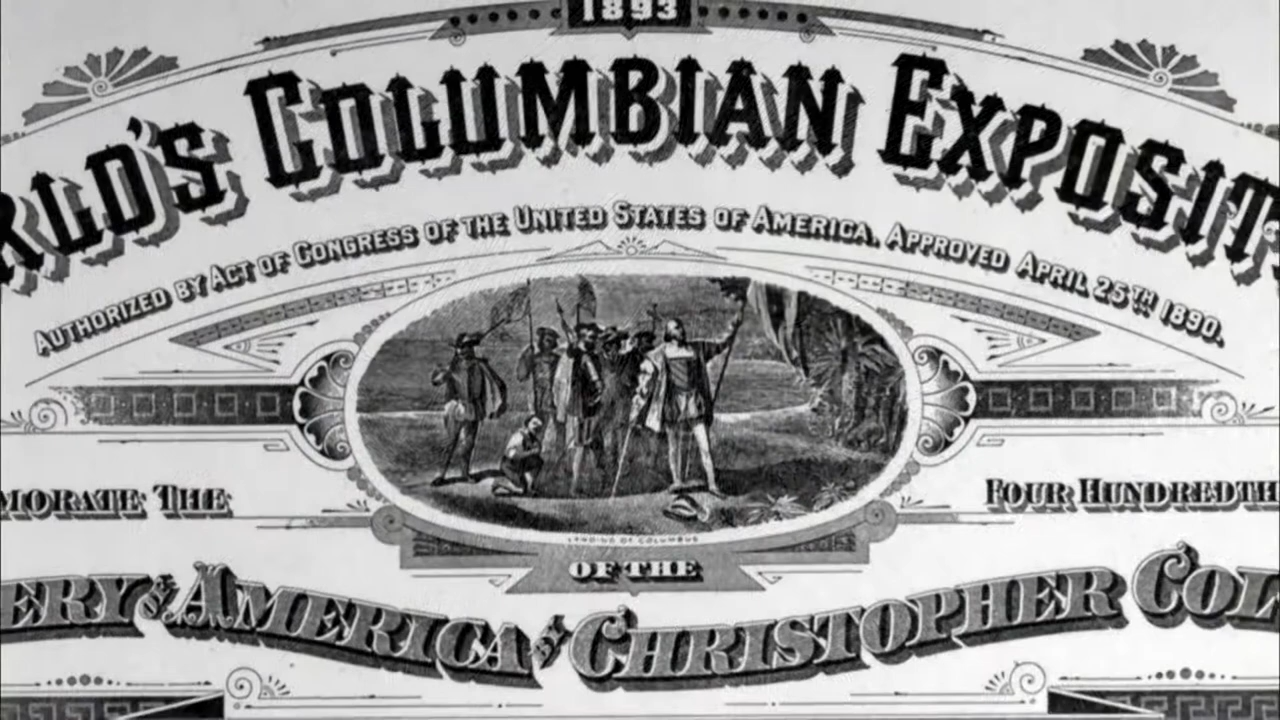 1893
RLD'S COLUMBIAN EXPOSIT
AUTHORIZED BY ACT OF CONGRESS OF THE UNITED STATES OF AMERICA. APPROVED APRIL 25TH 1890.
LANDING OF COLUMBUS
MORATE THE FOUR HUNDREDTH
OF THE
ERY OF AMERICA BY CHRISTOPHER COL